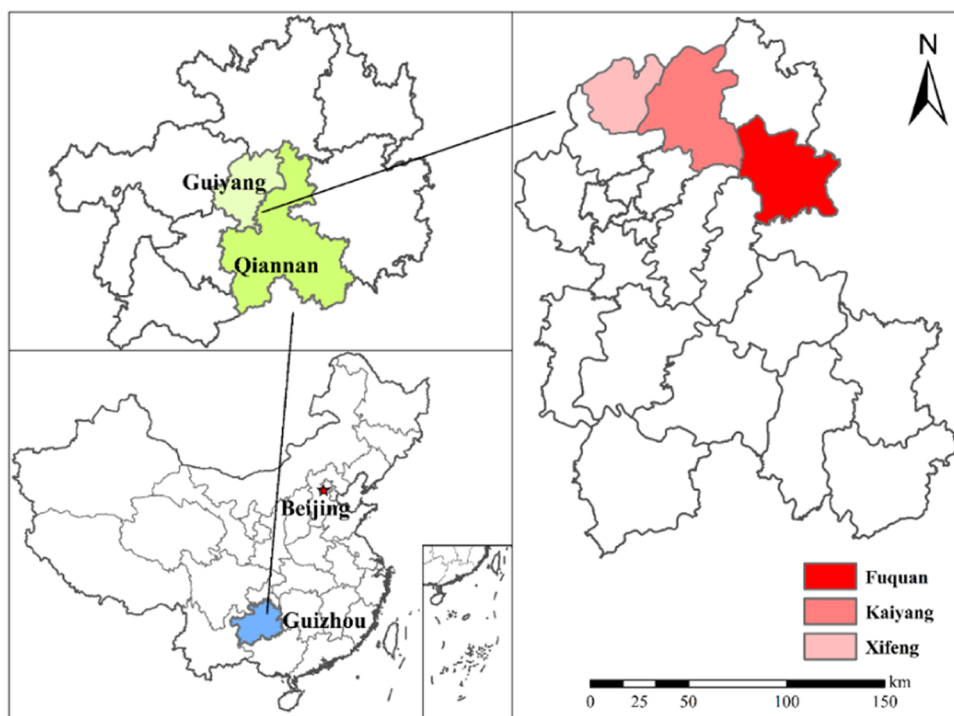 Guiyang
Qiannan
Beijing
Guizhou
N
Fuquan
Kaiyang
Xifeng
km
0 25 50 100 150